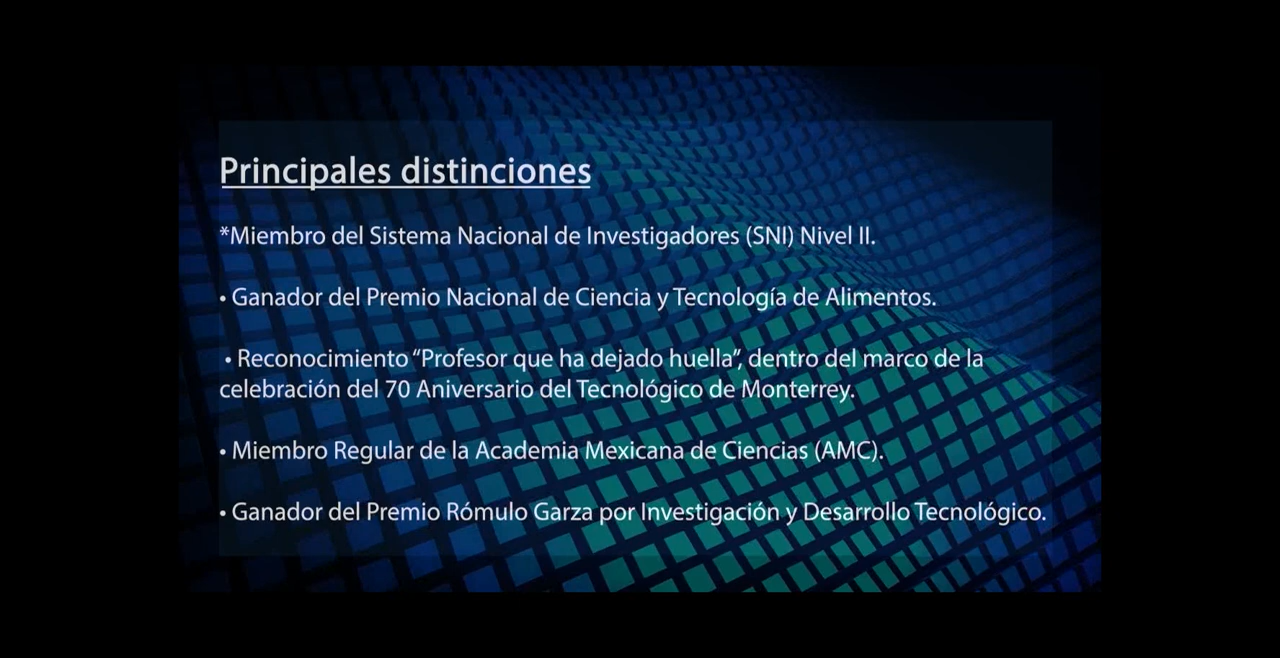 Principales distinciones
*Miembro del Sistema Nacional de Investigadores (SNI) Nivel II.
• Ganador del Premio Nacional de Ciencia y Tecnología de Alimentos.
• Reconocimiento “Profesor que ha dejado huella”, dentro del marco de la
celebración del 70 Aniversario del Tecnológico de Monterrey.
• Miembro Regular de la Academia Mexicana de Ciencias (AMC).
• Ganador del Premio Rómulo Garza por Investigación y Desarrollo Tecnológico.